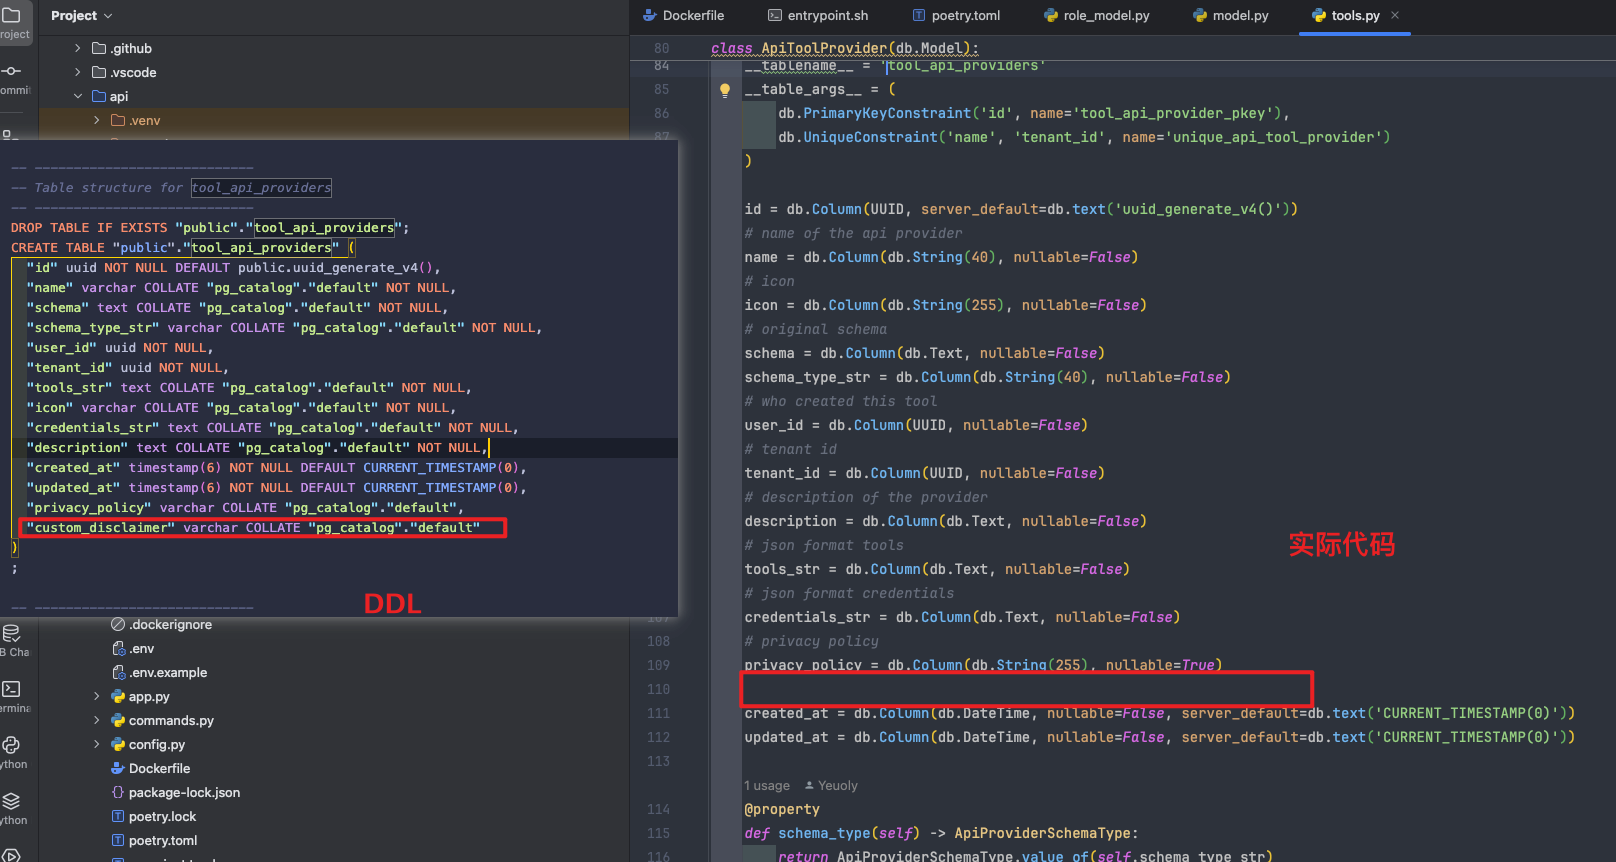 Project
Dockerfile
entrypoint.sh
poetry.toml
role_model.py
model.py
tools.py
roject
ommit
.github
.vscode
api
.venv
-- ----------------------------
-- Table structure for tool_api_providers
-- ----------------------------
DROP TABLE IF EXISTS "public"."tool_api_providers";
CREATE TABLE "public"."tool_api_providers" (
"id" uuid NOT NULL DEFAULT public.uuid_generate_v4(),
"name" varchar COLLATE "pg_catalog"."default" NOT NULL,
"schema" text COLLATE "pg_catalog"."default" NOT NULL,
"schema_type_str" varchar COLLATE "pg_catalog"."default" NOT NULL,
"user_id" uuid NOT NULL,
"tenant_id" uuid NOT NULL,
"tools_str" text COLLATE "pg_catalog"."default" NOT NULL,
"icon" varchar COLLATE "pg_catalog"."default" NOT NULL,
"credentials_str" text COLLATE "pg_catalog"."default" NOT NULL,
"description" text COLLATE "pg_catalog"."default" NOT NULL,
"created_at" timestamp(6) NOT NULL DEFAULT CURRENT_TIMESTAMP(0),
"updated_at" timestamp(6) NOT NULL DEFAULT CURRENT_TIMESTAMP(0),
"privacy_policy" varchar COLLATE "pg_catalog"."default",
"custom_disclaimer" varchar COLLATE "pg_catalog"."default"
)
;
-- ----------------------------
DDL
.dockerignore
.env
.env.example
app.py
commands.py
config.py
Dockerfile
package-lock.json
poetry.lock
poetry.toml
B Cha
ermina
ython
ython
80 class ApiToolProvider(db.Model):
84 __tablename__ = 'tool_api_providers'
85 __table_args__ = (
86 db.PrimaryKeyConstraint('id', name='tool_api_provider_pkey'),
87 db.UniqueConstraint('name', 'tenant_id', name='unique_api_tool_provider')
)
id = db.Column(UUID, server_default=db.text('uuid_generate_v4()'))
# name of the api provider
name = db.Column(db.String(40), nullable=False)
# icon
icon = db.Column(db.String(255), nullable=False)
# original schema
schema = db.Column(db.Text, nullable=False)
schema_type_str = db.Column(db.String(40), nullable=False)
# who created this tool
user_id = db.Column(UUID, nullable=False)
# tenant id
tenant_id = db.Column(UUID, nullable=False)
# description of the provider
description = db.Column(db.Text, nullable=False)
# json format tools
实际代码
tools_str = db.Column(db.Text, nullable=False)
# json format credentials
107 credentials_str = db.Column(db.Text, nullable=False)
108 # privacy policy
109 privacy_policy = db.Column(db.String(255), nullable=True)
110
111 created_at = db.Column(db.DateTime, nullable=False, server_default=db.text('CURRENT_TIMESTAMP(0)'))
112 updated_at = db.Column(db.DateTime, nullable=False, server_default=db.text('CURRENT_TIMESTAMP(0)'))
113
1 usage Yeuoly
114 @property
115 def schema_type(self) -> ApiProviderSchemaType:
116 return ApiProviderSchemaType.value_of(self.schema_type_str)